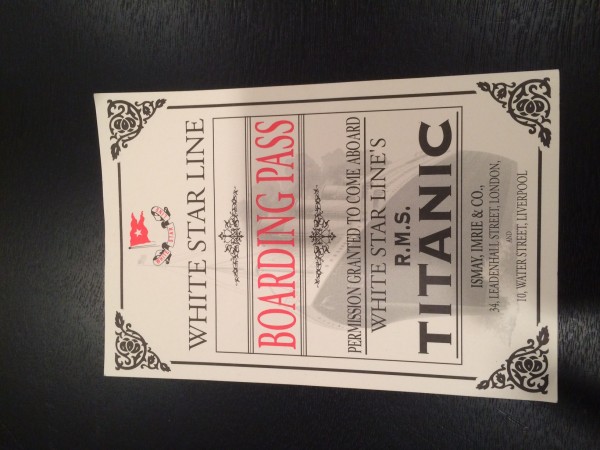 WHITE STAR LINE
BOARDING PASS
PERMISSION GRANTED TO COME ABOARD
WHITE STAR LINE'S
R.M.S.
TITANIC
ISMAY, IMRIE & CO.,
34, LEADENHALL STREET, LONDON,
AND
10, WATER STREET, LIVERPOOL